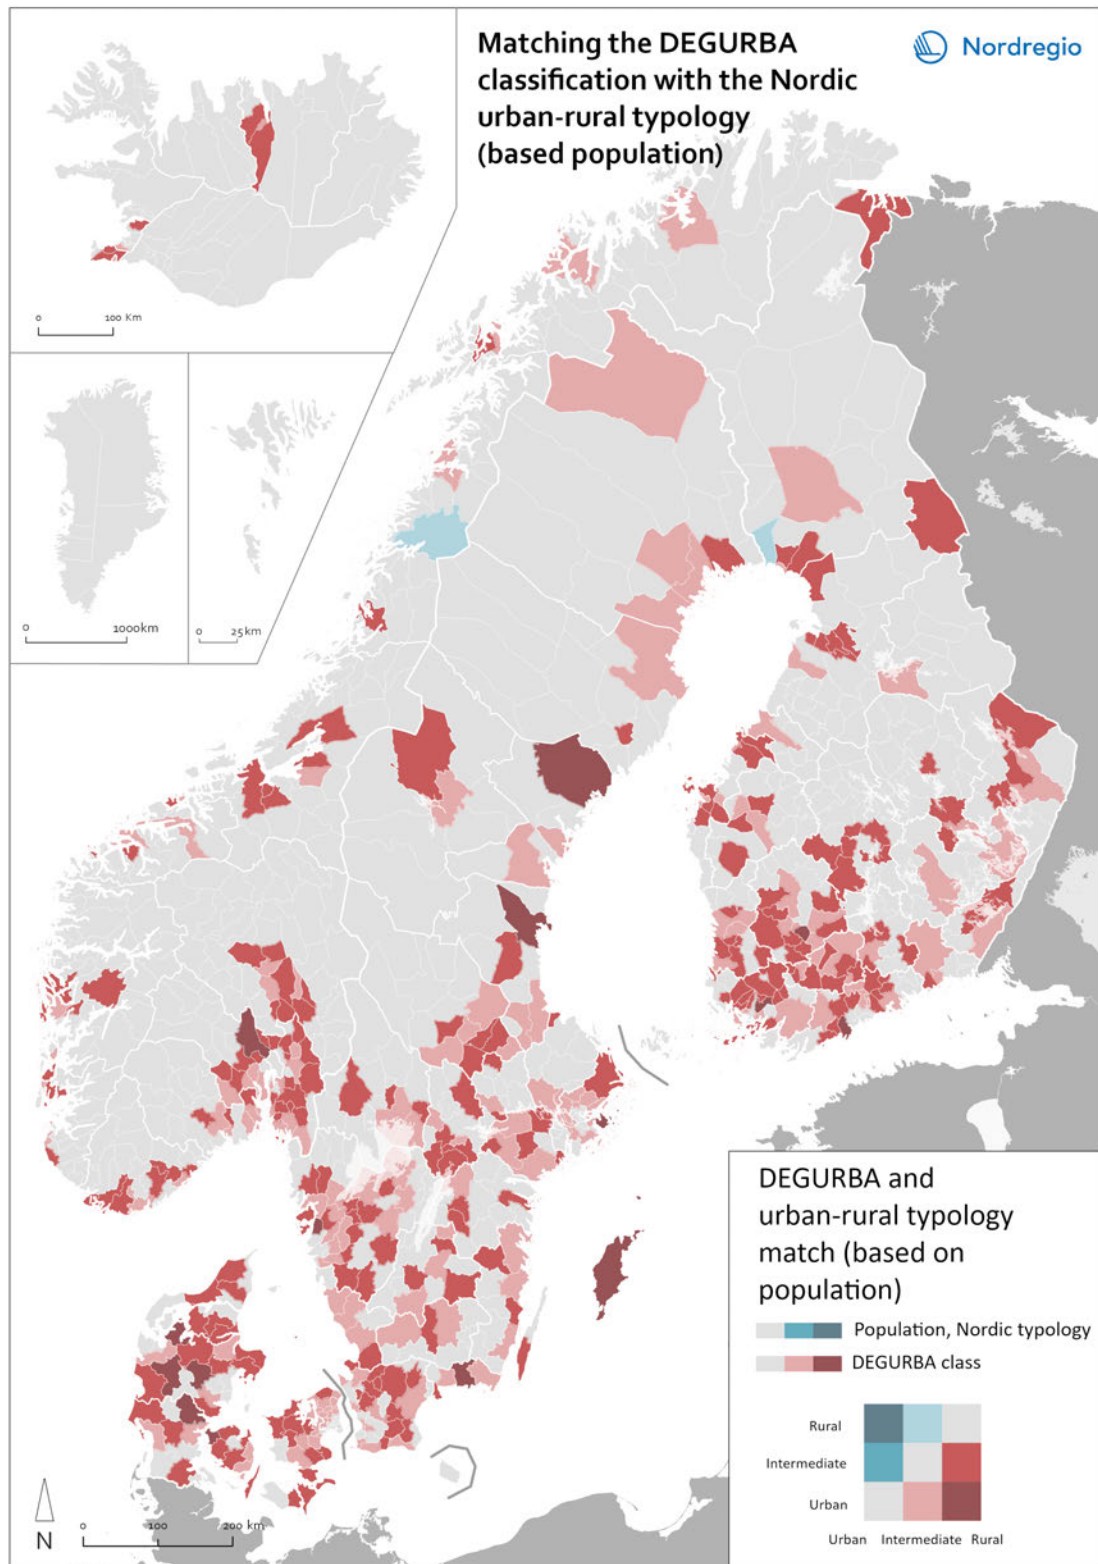 Matching the DEGURBA
classification with the Nordic
urban-rural typology
(based population)
Nordregio
0 100 Km
0 1000km
0 25km
DEGURBA and
urban-rural typology
match (based on
population)
Population, Nordic typology
DEGURBA class
Rural
Intermediate
Urban
Urban Intermediate Rural
N
0 100 200 km